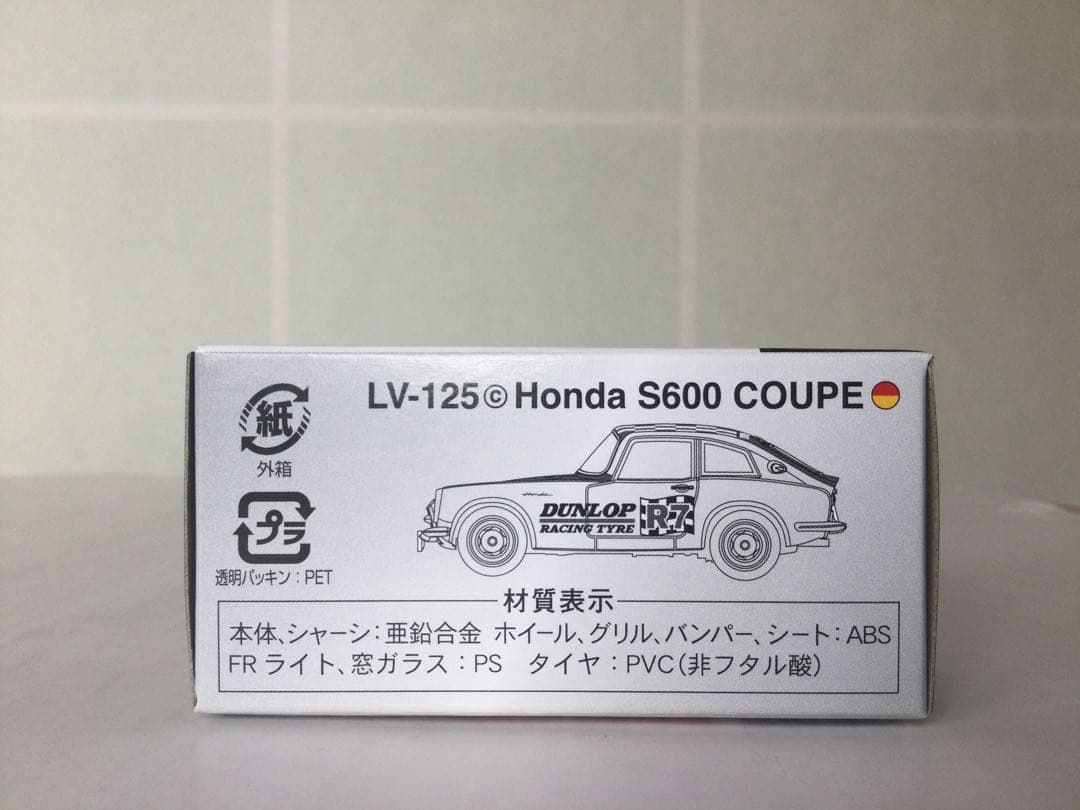 LV-125ⓒ Honda S600 COUPE
紙
外箱
プラ
透明パッキン：PET
Honda
DUNLOP
RACING TYRE
R7
材質表示
本体、シャーシ：亜鉛合金 ホイール、グリル、バンパー、シート：ABS
FRライト、窓ガラス：PS タイヤ：PVC（非フタル酸）